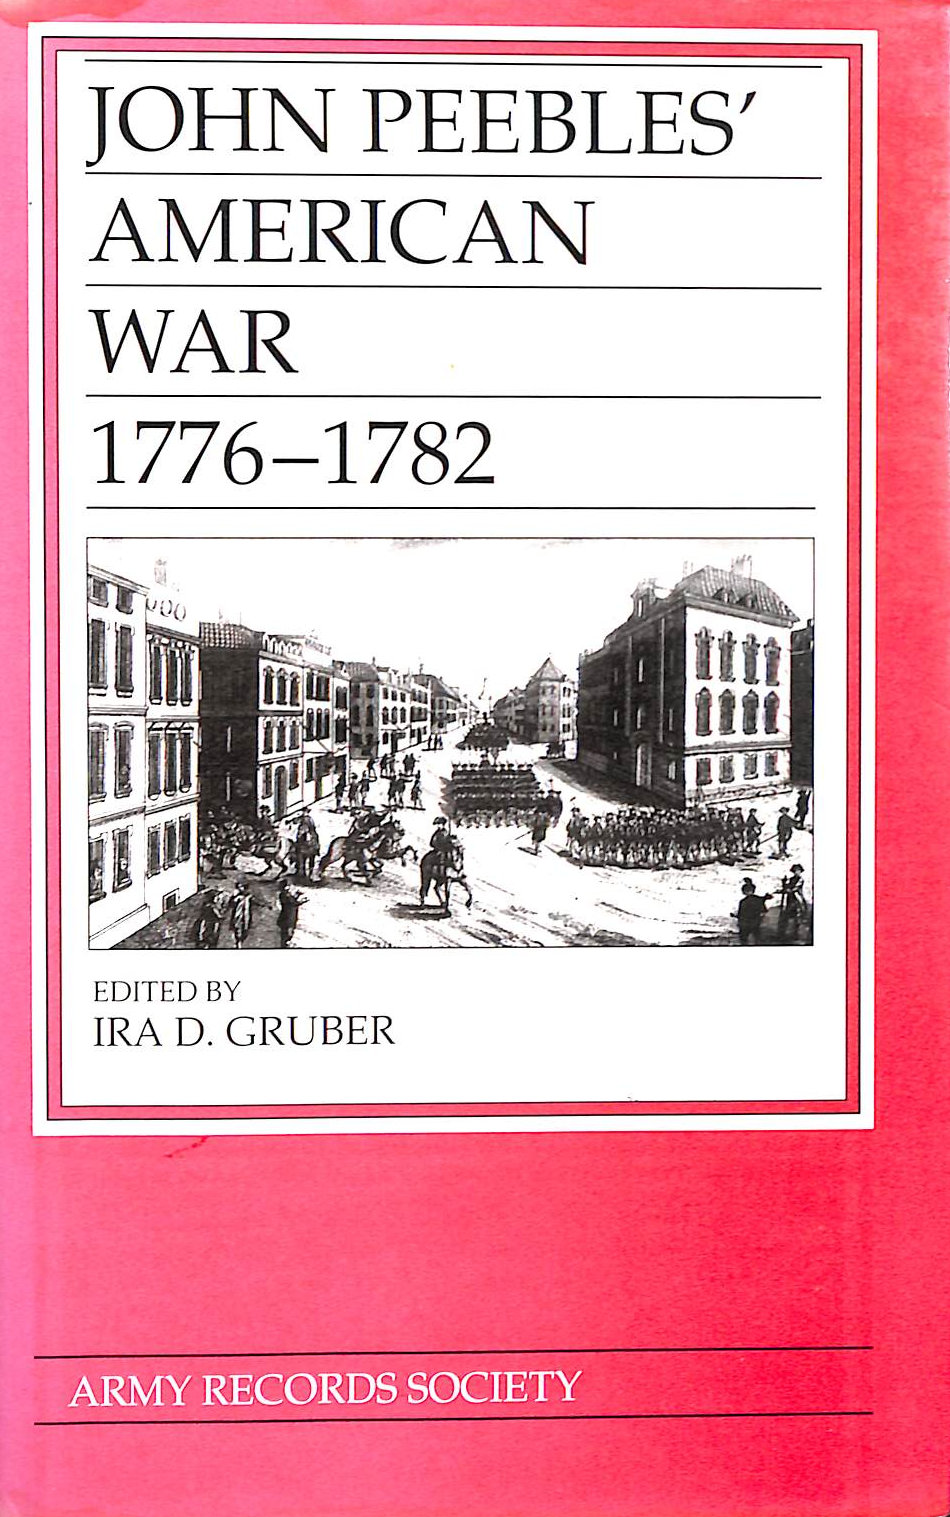 JOHN PEEBLES’
AMERICAN
WAR
1776–1782
EDITED BY
IRA D. GRUBER
ARMY RECORDS SOCIETY